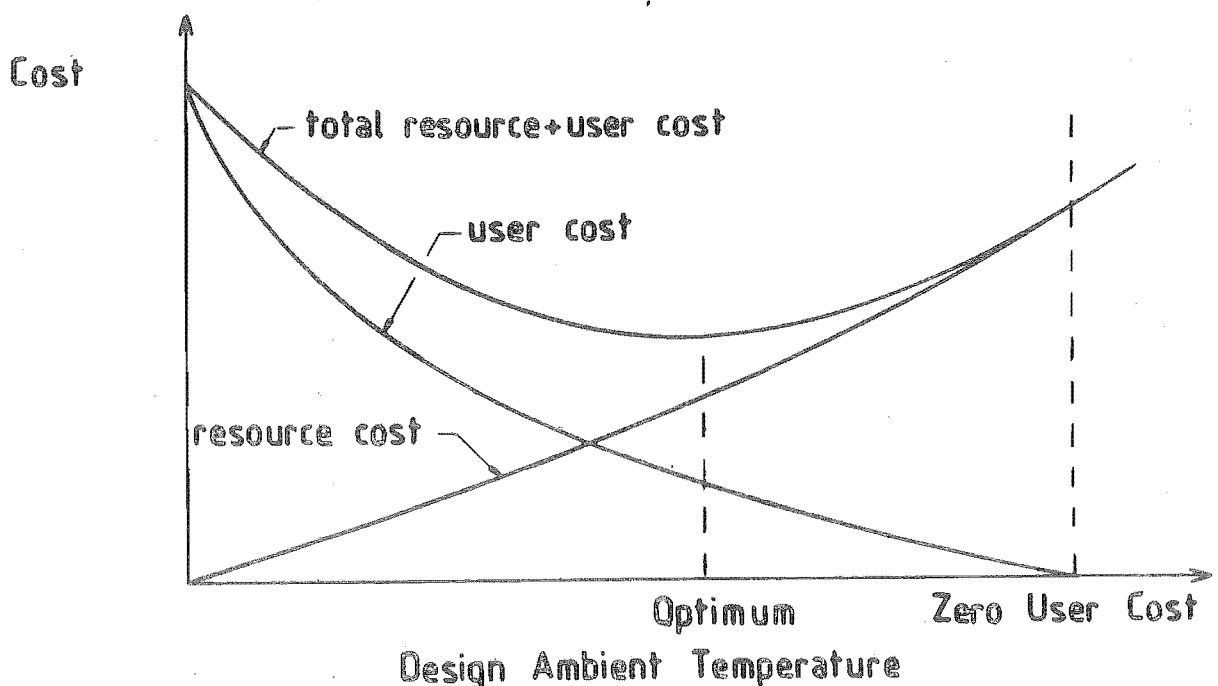 Cost
total resource+user cost
user cost
resource cost
Optimum
Zero User Cost
Design Ambient Temperature